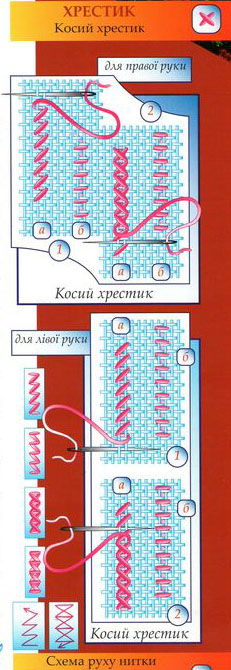 ХРЕСТИК
Косий хрестик
для правої руки
2
а
б
1
а
б
Косий хрестик
для лівої руки
а
б
1
а
б
2
Косий хрестик
Схема руху нитки